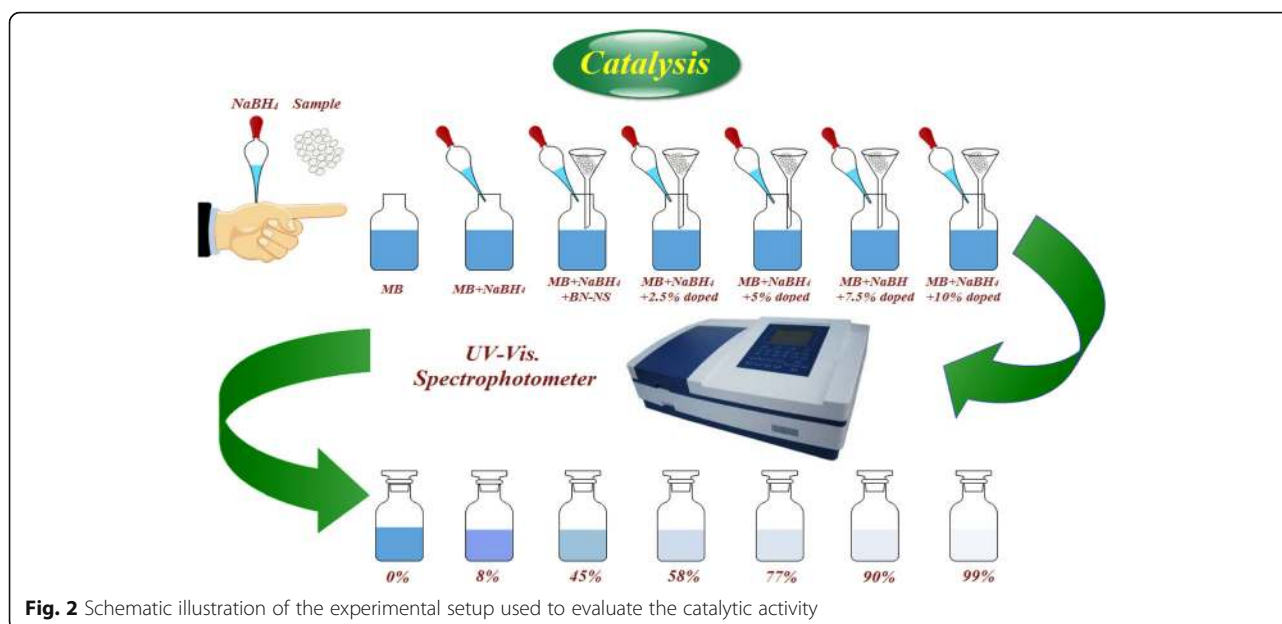 Catalysis
NaBH₄ Sample
MB
MB+NaBH₄
MB+NaBH₄
+BN-NS
MB+NaBH₄
+2.5% doped
MB+NaBH₄
+5% doped
MB+NaBH
+7.5% doped
MB+NaBH₄
+10% doped
UV-Vis.
Spectrophotometer
0%
8%
45%
58%
77%
90%
99%
Fig. 2 Schematic illustration of the experimental setup used to evaluate the catalytic activity